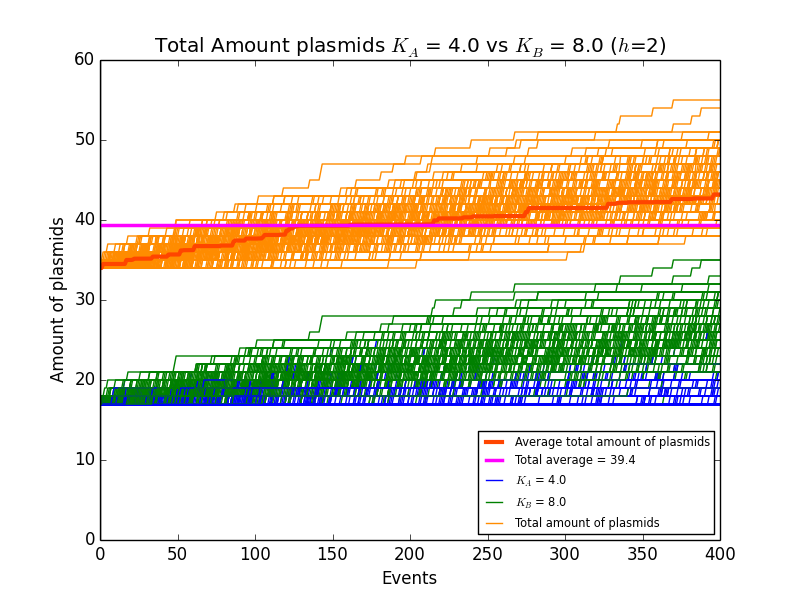 Total Amount plasmids K_A = 4.0 vs K_B = 8.0 (h=2)
60
50
40
30
20
10
0
Amount of plasmids
Average total amount of plasmids
Total average = 39.4
K_A = 4.0
K_B = 8.0
Total amount of plasmids
0 50 100 150 200 250 300 350 400
Events